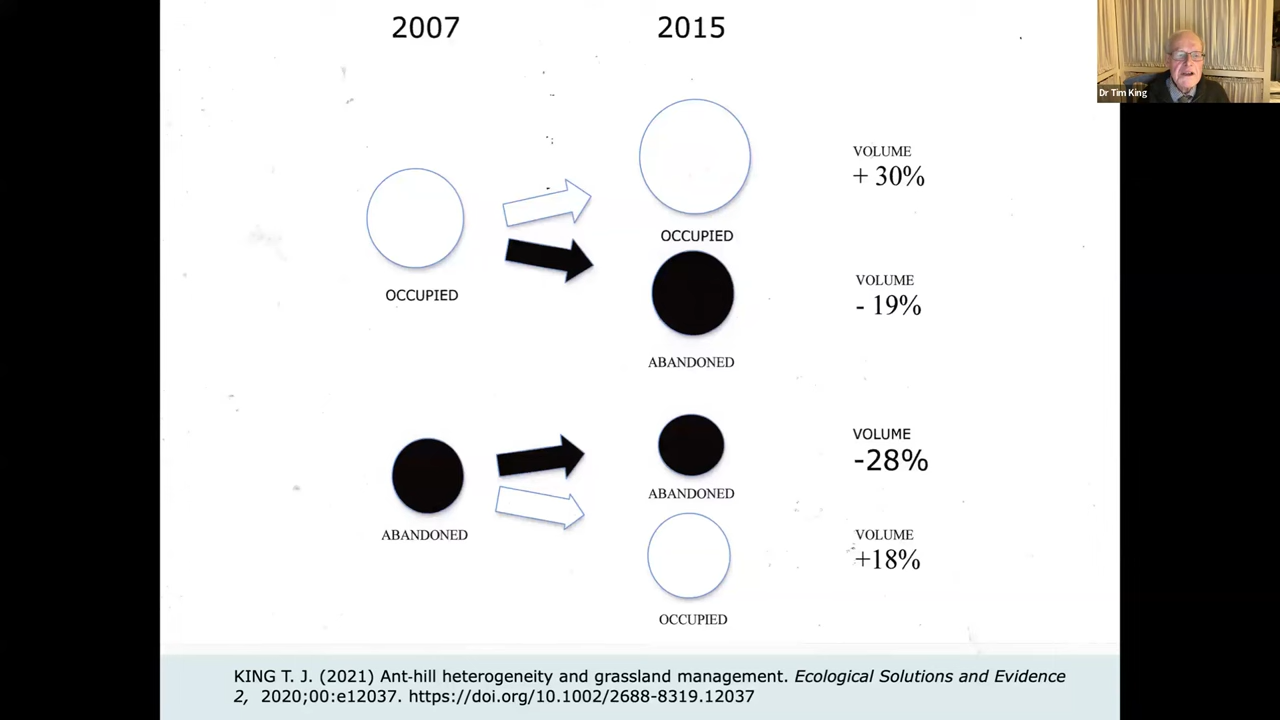 2007
2015
Dr Tim King
VOLUME
+ 30%
OCCUPIED
VOLUME
- 19%
OCCUPIED
ABANDONED
VOLUME
-28%
ABANDONED
ABANDONED
VOLUME
+18%
OCCUPIED
KING T. J. (2021) Ant-hill heterogeneity and grassland management. Ecological Solutions and Evidence
2, 2020;00:e12037. https://doi.org/10.1002/2688-8319.12037